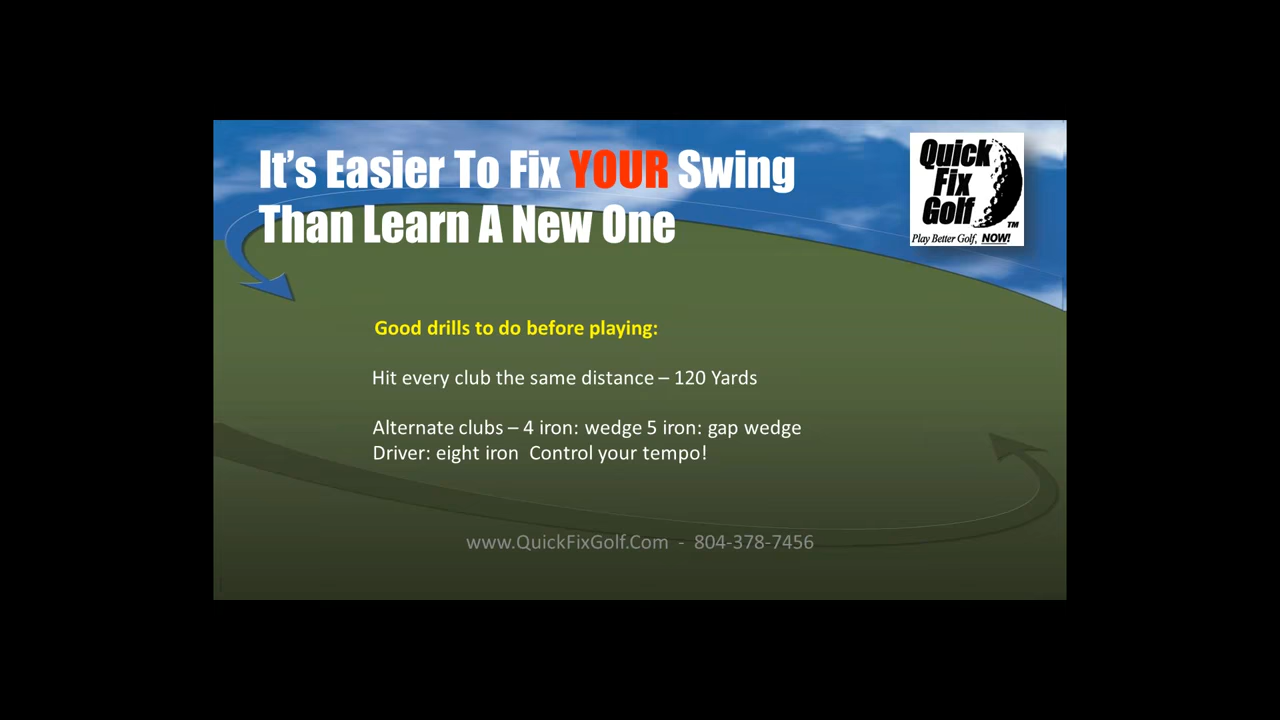 It's Easier To Fix YOUR Swing
Than Learn A New One
Quick
Fix
Golf
TM
Play Better Golf, NOW!
Good drills to do before playing:
Hit every club the same distance – 120 Yards
Alternate clubs – 4 iron: wedge 5 iron: gap wedge
Driver: eight iron  Control your tempo!
www.QuickFixGolf.Com  -  804-378-7456